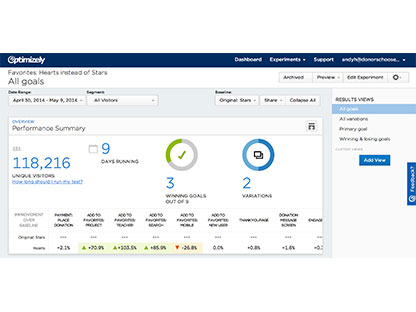 Optimizely
Dashboard Experiments Support andyh@donorschoose...
Favorites: Hearts instead of Stars
All goals
Archived Preview Edit Experiment
Date Range:
April 30, 2014 - May 9, 2014
Segment:
All Visitors
Baseline:
Original: Stars Share Collapse All
RESULTS VIEWS
All goals
All variations
Primary goal
Winning & losing goals
CUSTOM VIEWS
Add View
Feedback?
OVERVIEW
Performance Summary
118,216
UNIQUE VISITORS
How long should I run my test?
9
DAYS RUNNING
3
WINNING GOALS
OUT OF 9
2
VARIATIONS
IMPROVEMENT OVER BASELINE
PAYMENT: PLACE DONATION
ADD TO FAVORITES: PROJECT
ADD TO FAVORITES: TEACHER
ADD TO FAVORITES: SEARCH
ADD TO FAVORITES: MOBILE
ADD TO FAVORITES: NEW USER
THANKYOUPAGE
DONATION MESSAGE SCREEN
ENGAGE
Original: Stars --- --- --- --- --- --- --- --- ---
Hearts +2.1% +70.9% +103.5% +85.9% -26.8% 0.0% +0.8% +1.6%